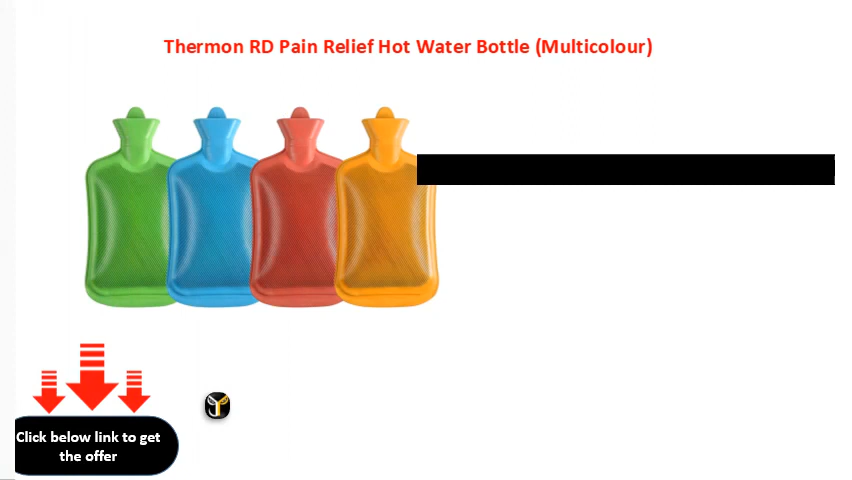 Thermon RD Pain Relief Hot Water Bottle (Multicolour)
Click below link to get
the offer